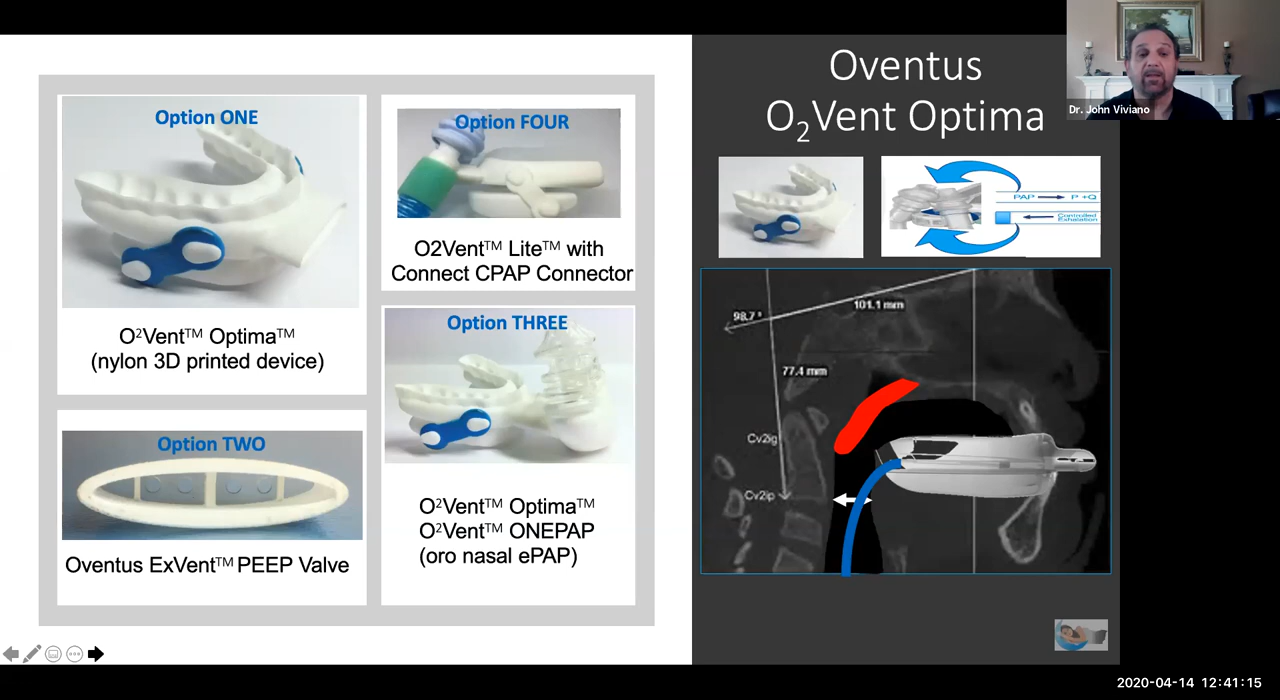 Option ONE
O²Vent™ Optima™
(nylon 3D printed device)
Option FOUR
O2Vent™ Lite™ with
Connect CPAP Connector
Option TWO
Oventus ExVent™ PEEP Valve
Option THREE
O²Vent™ Optima™
O²Vent™ ONEPAP
(oro nasal ePAP)
Oventus
O₂Vent Optima
PAP → P +Q
Controlled
Exhalation
101.1 mm
98.7 °
77.4 mm
Cv2ig
Cv2ip
Dr. John Viviano
2020-04-14 12:41:15